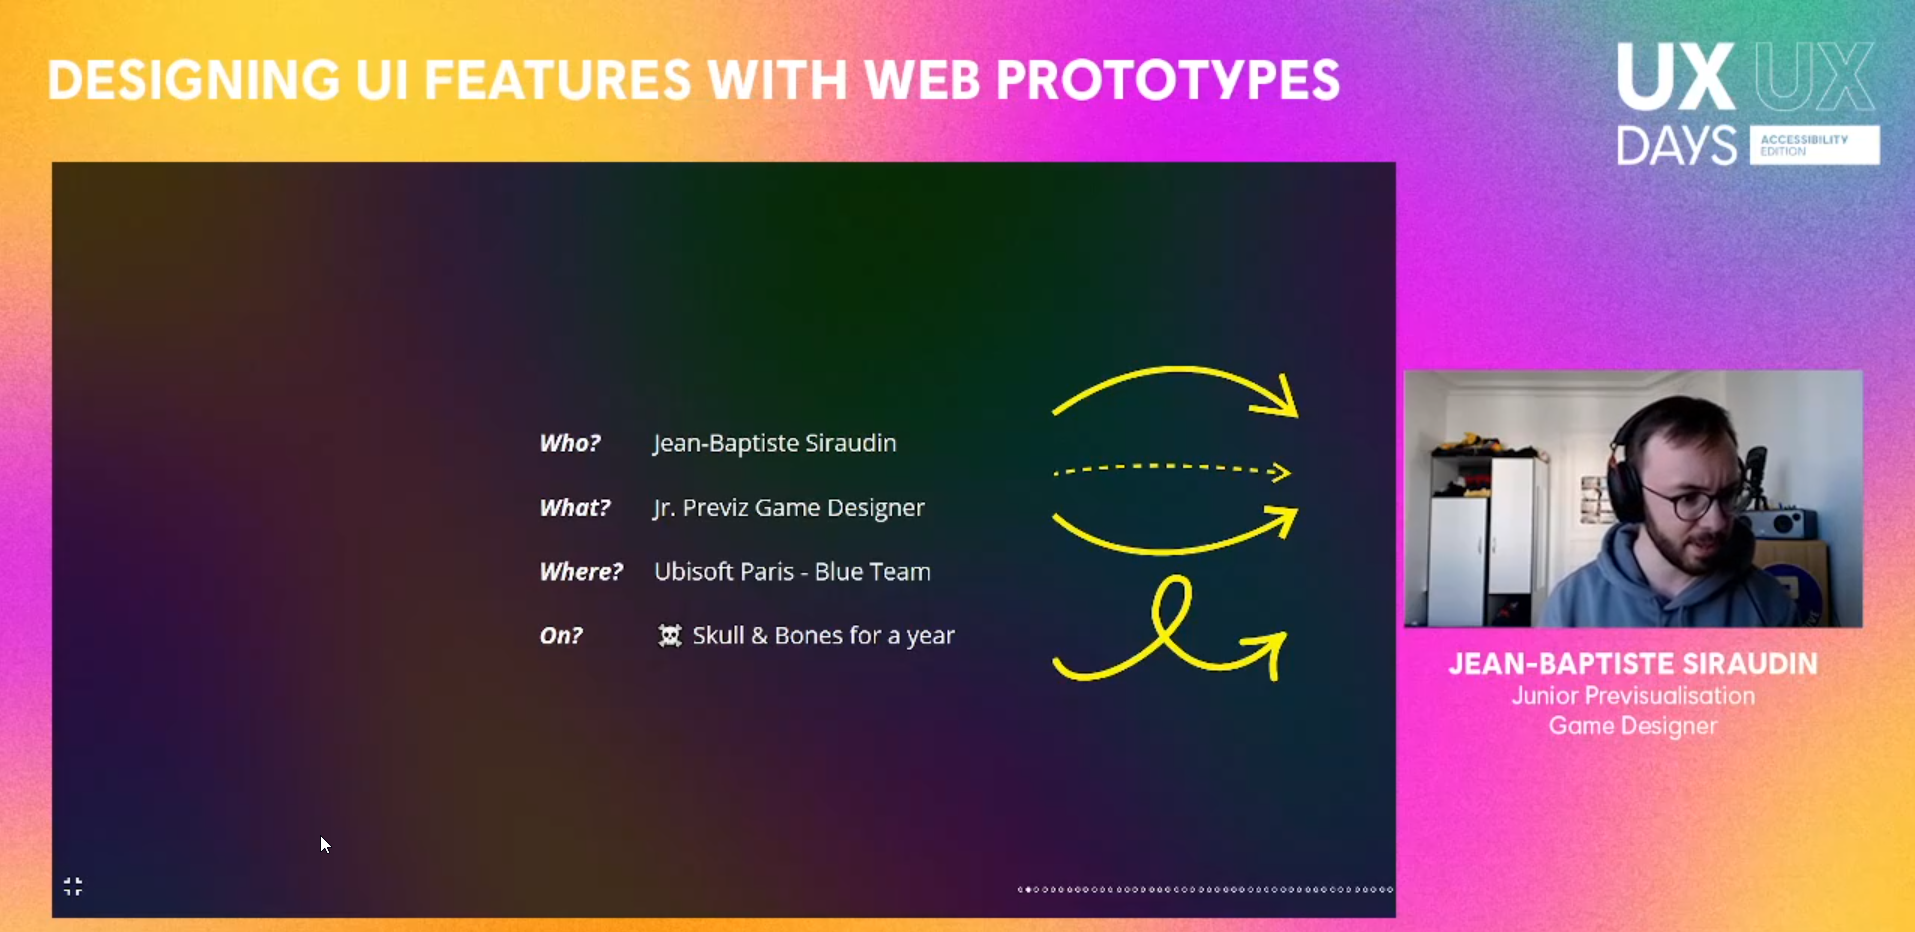 DESIGNING UI FEATURES WITH WEB PROTOTYPES
UX UX
DAYS
ACCESSIBILITY
EDITION
Who? Jean-Baptiste Siraudin
What? Jr. Previz Game Designer
Where? Ubisoft Paris - Blue Team
On? ☠ Skull & Bones for a year
JEAN-BAPTISTE SIRAUDIN
Junior Previsualisation
Game Designer